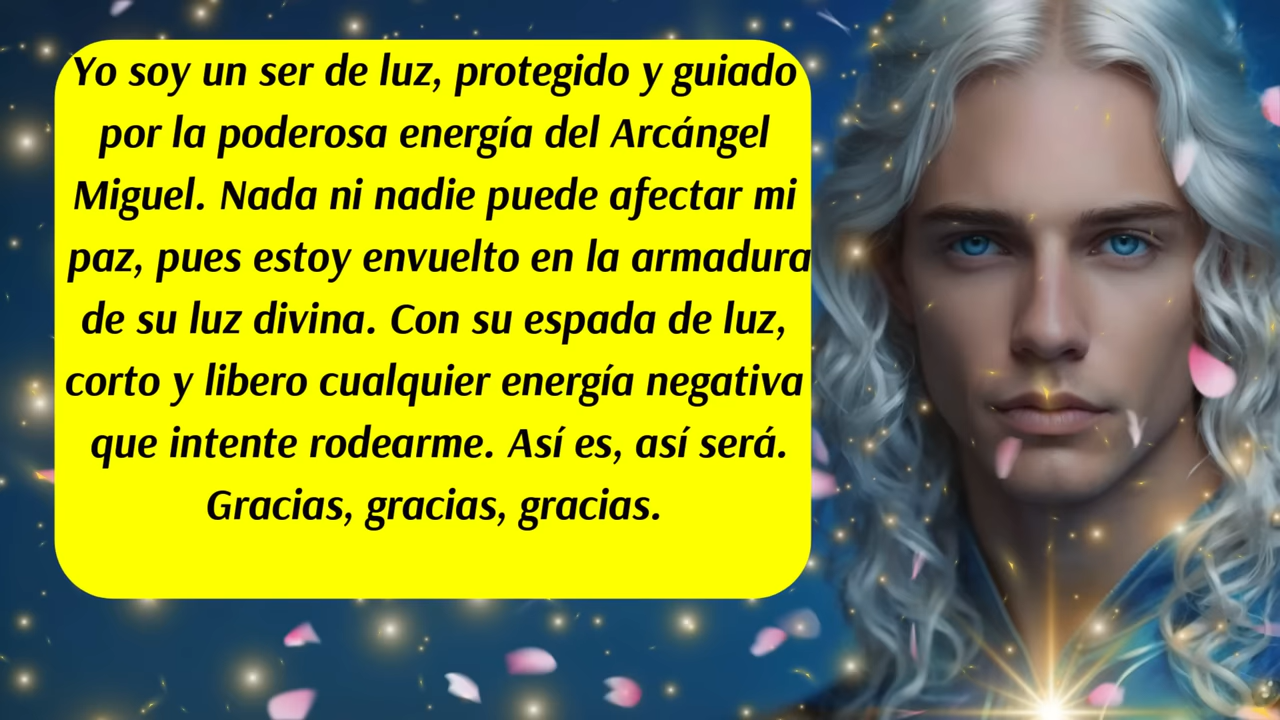 Yo soy un ser de luz, protegido y guiado
por la poderosa energía del Arcángel
Miguel. Nada ni nadie puede afectar mi
paz, pues estoy envuelto en la armadura
de su luz divina. Con su espada de luz,
corto y libero cualquier energía negativa
que intente rodearme. Así es, así será.
Gracias, gracias, gracias.